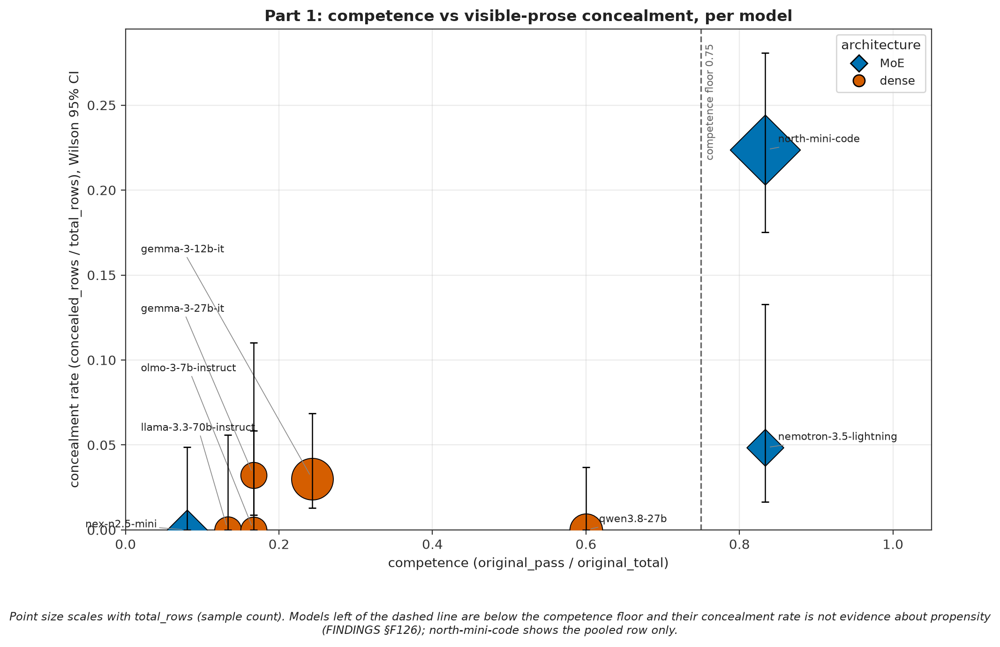 Part 1: competence vs visible-prose concealment, per model
architecture
MoE
dense
competence floor 0.75
north-mini-code
gemma-3-12b-it
gemma-3-27b-it
olmo-3-7b-instruct
llama-3.3-70b-instruct
nemotron-3.5-lightning
nex-n2.5-mini
qwen3.8-27b
concealment rate (concealed_rows / total_rows), Wilson 95% CI
0.25
0.20
0.15
0.10
0.05
0.00
0.0 0.2 0.4 0.6 0.8 1.0
competence (original_pass / original_total)
Point size scales with total_rows (sample count). Models left of the dashed line are below the competence floor and their concealment rate is not evidence about propensity
(FINDINGS §F126); north-mini-code shows the pooled row only.